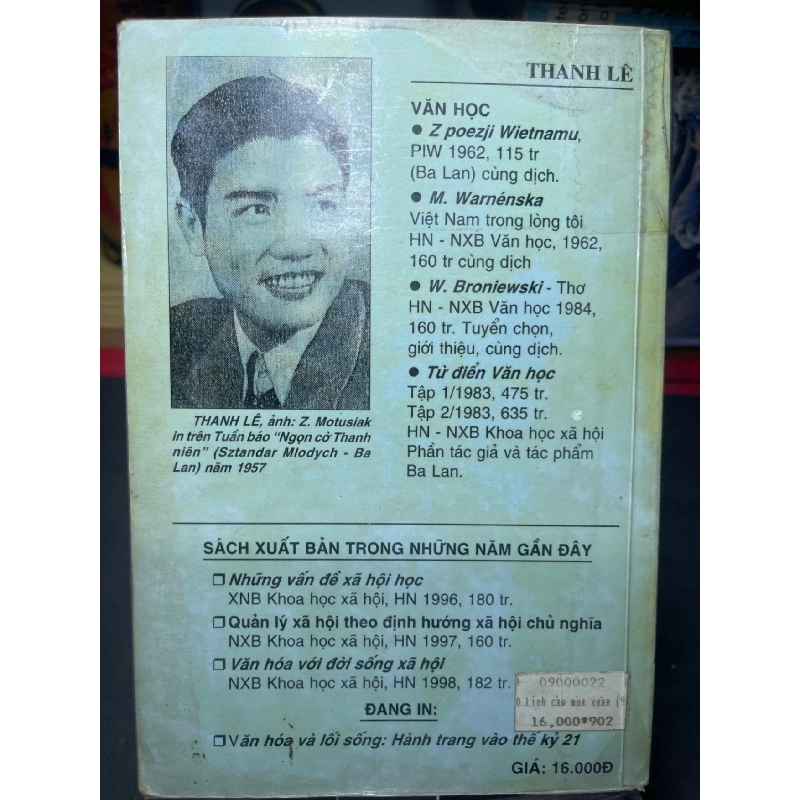 THANH LÊ
VĂN HỌC
● Z poezji Wietnamu,
PIW 1962, 115 tr
(Ba Lan) cùng dịch.
● M. Warnénska
Việt Nam trong lòng tôi
HN - NXB Văn học, 1962,
160 tr cùng dịch
● W. Broniewski - Thơ
HN - NXB Văn học 1984,
160 tr. Tuyển chọn,
giới thiệu, cùng dịch.
● Từ điển Văn học
Tập 1/1983, 475 tr.
Tập 2/1983, 635 tr.
HN - NXB Khoa học xã hội
Phần tác giả và tác phẩm
Ba Lan.
THANH LÊ, ảnh: Z. Motusiak
in trên Tuần báo "Ngọn cờ Thanh
niên" (Sztandar Mlodych - Ba
Lan) năm 1957
SÁCH XUẤT BẢN TRONG NHỮNG NĂM GẦN ĐÂY
❒ Những vấn đề xã hội học
XNB Khoa học xã hội, HN 1996, 180 tr.
❒ Quản lý xã hội theo định hướng xã hội chủ nghĩa
NXB Khoa học xã hội, HN 1997, 160 tr.
❒ Văn hóa với đời sống xã hội
NXB Khoa học xã hội, HN 1998, 182 tr.
09000022
16,000*902
ĐANG IN:
❒ Văn hóa và lối sống: Hành trang vào thế kỷ 21
GIÁ: 16.000Đ